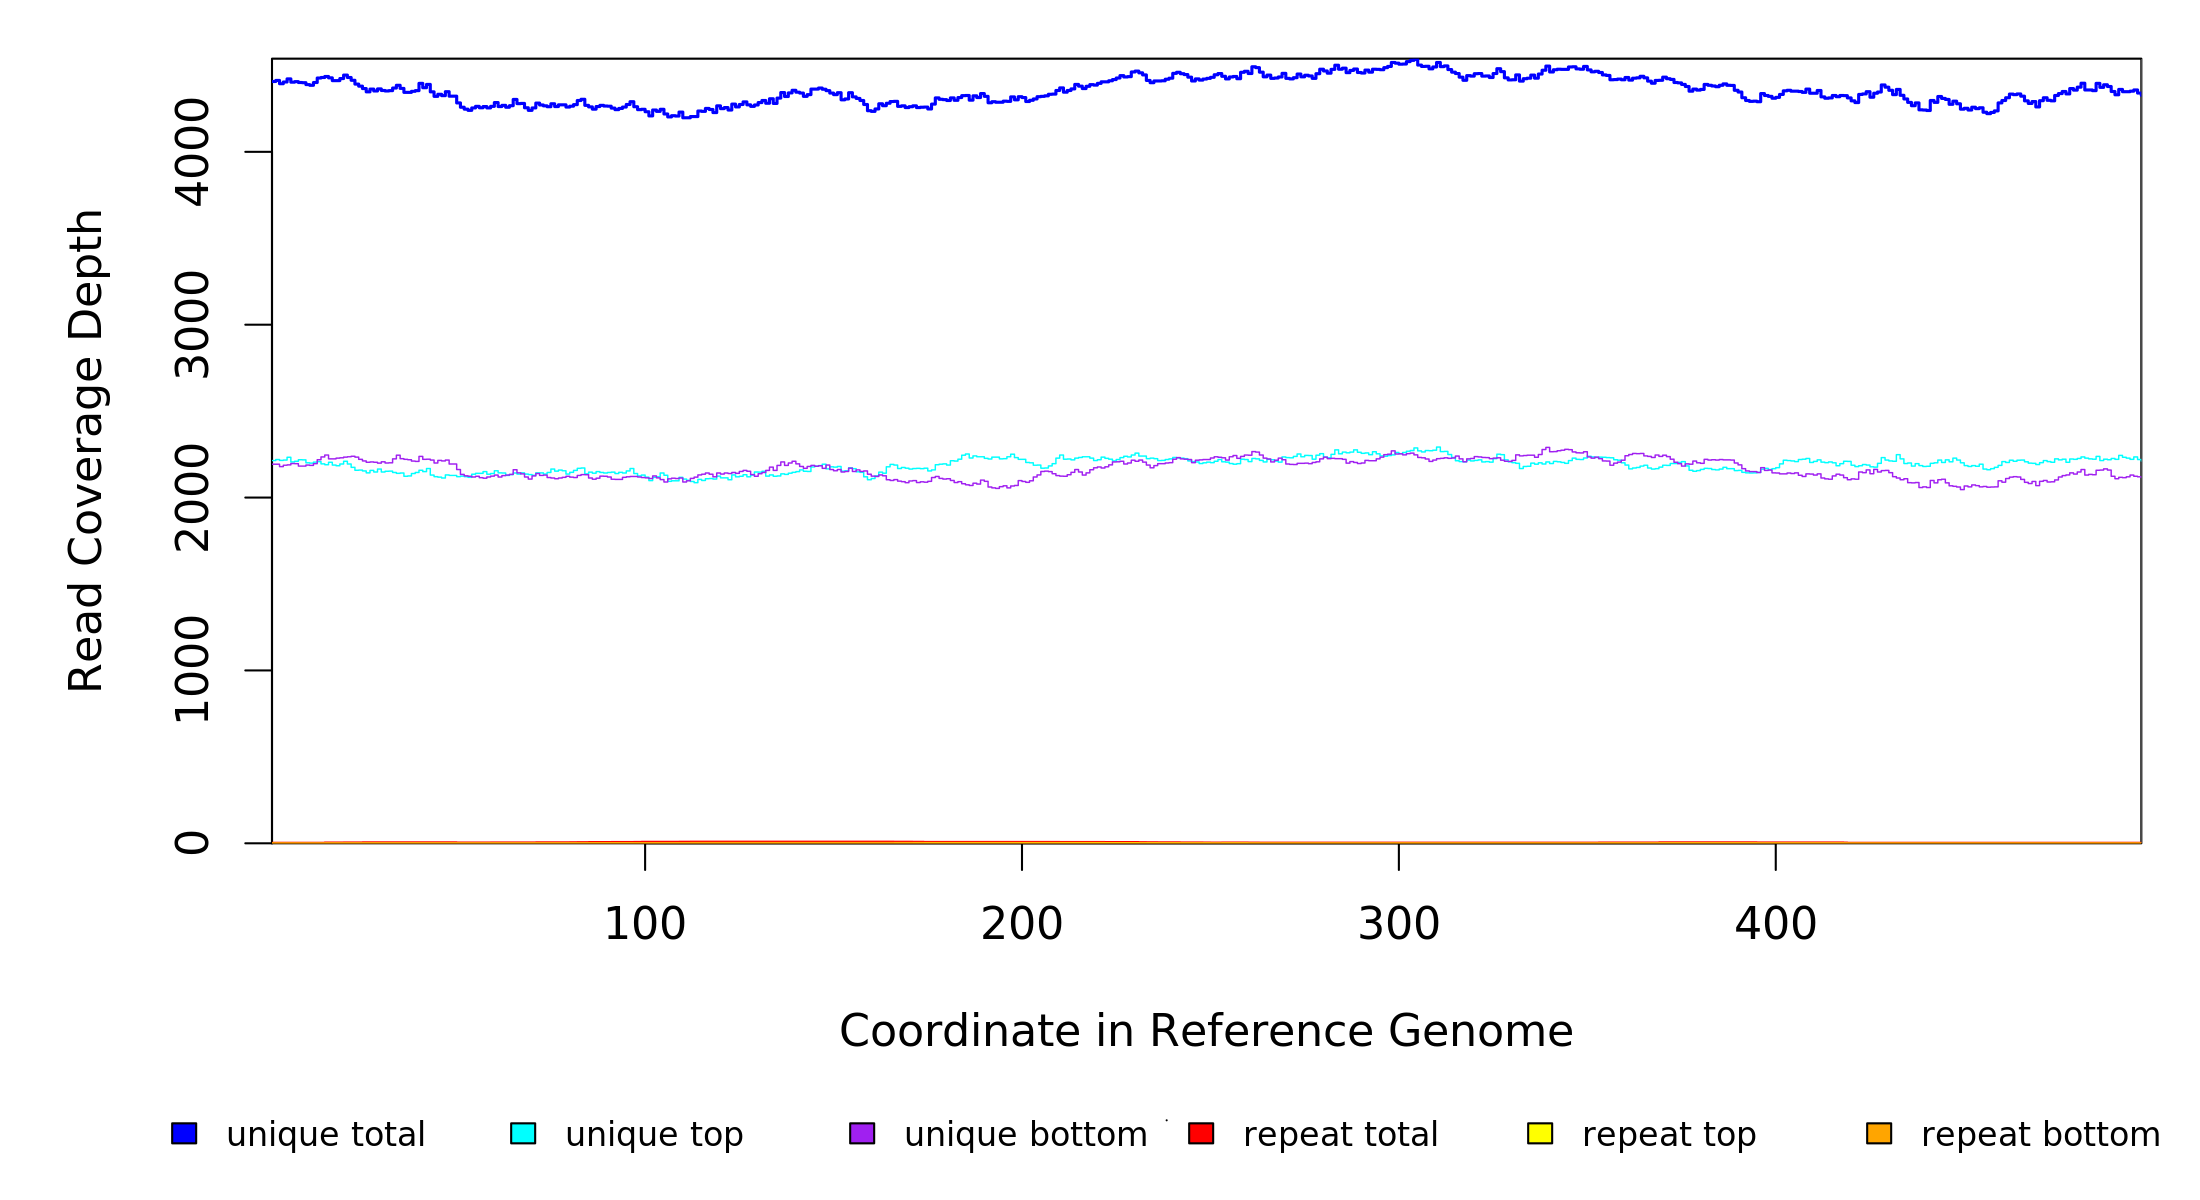 Read Coverage Depth
4000
3000
2000
1000
0
100 200 300 400
Coordinate in Reference Genome
unique total unique top unique bottom repeat total repeat top repeat bottom